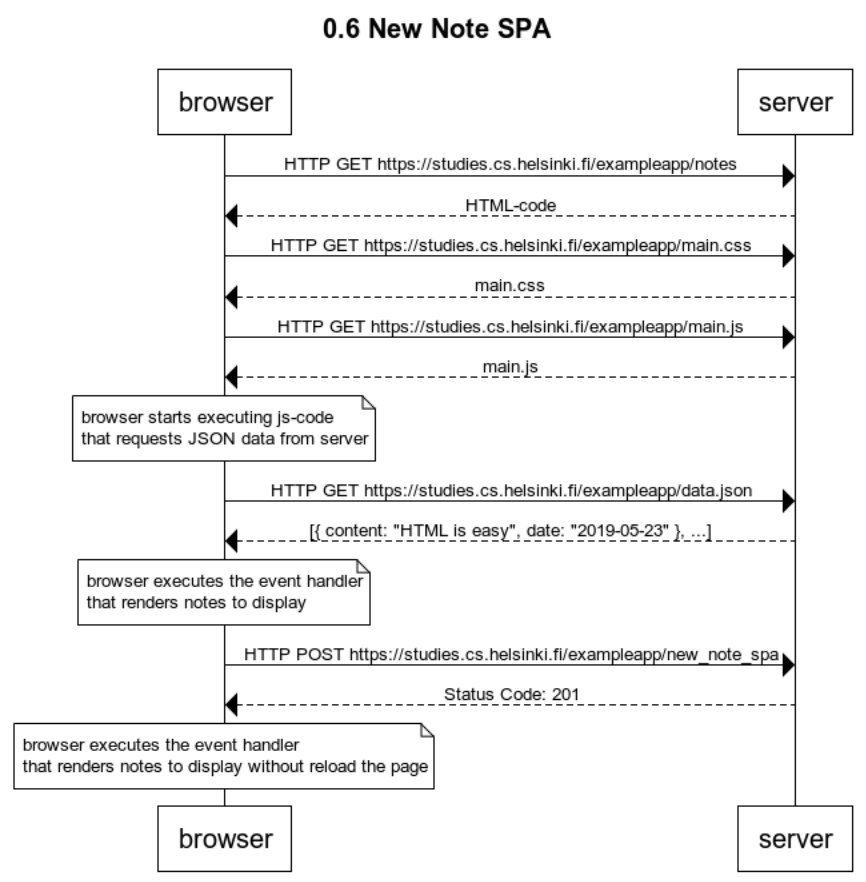 0.6 New Note SPA
browser
server
HTTP GET https://studies.cs.helsinki.fi/exampleapp/notes
HTML-code
HTTP GET https://studies.cs.helsinki.fi/exampleapp/main.css
main.css
HTTP GET https://studies.cs.helsinki.fi/exampleapp/main.js
main.js
browser starts executing js-code
that requests JSON data from server
HTTP GET https://studies.cs.helsinki.fi/exampleapp/data.json
[{ content: "HTML is easy", date: "2019-05-23" }, ...]
browser executes the event handler
that renders notes to display
HTTP POST https://studies.cs.helsinki.fi/exampleapp/new_note_spa
Status Code: 201
browser executes the event handler
that renders notes to display without reload the page
browser
server